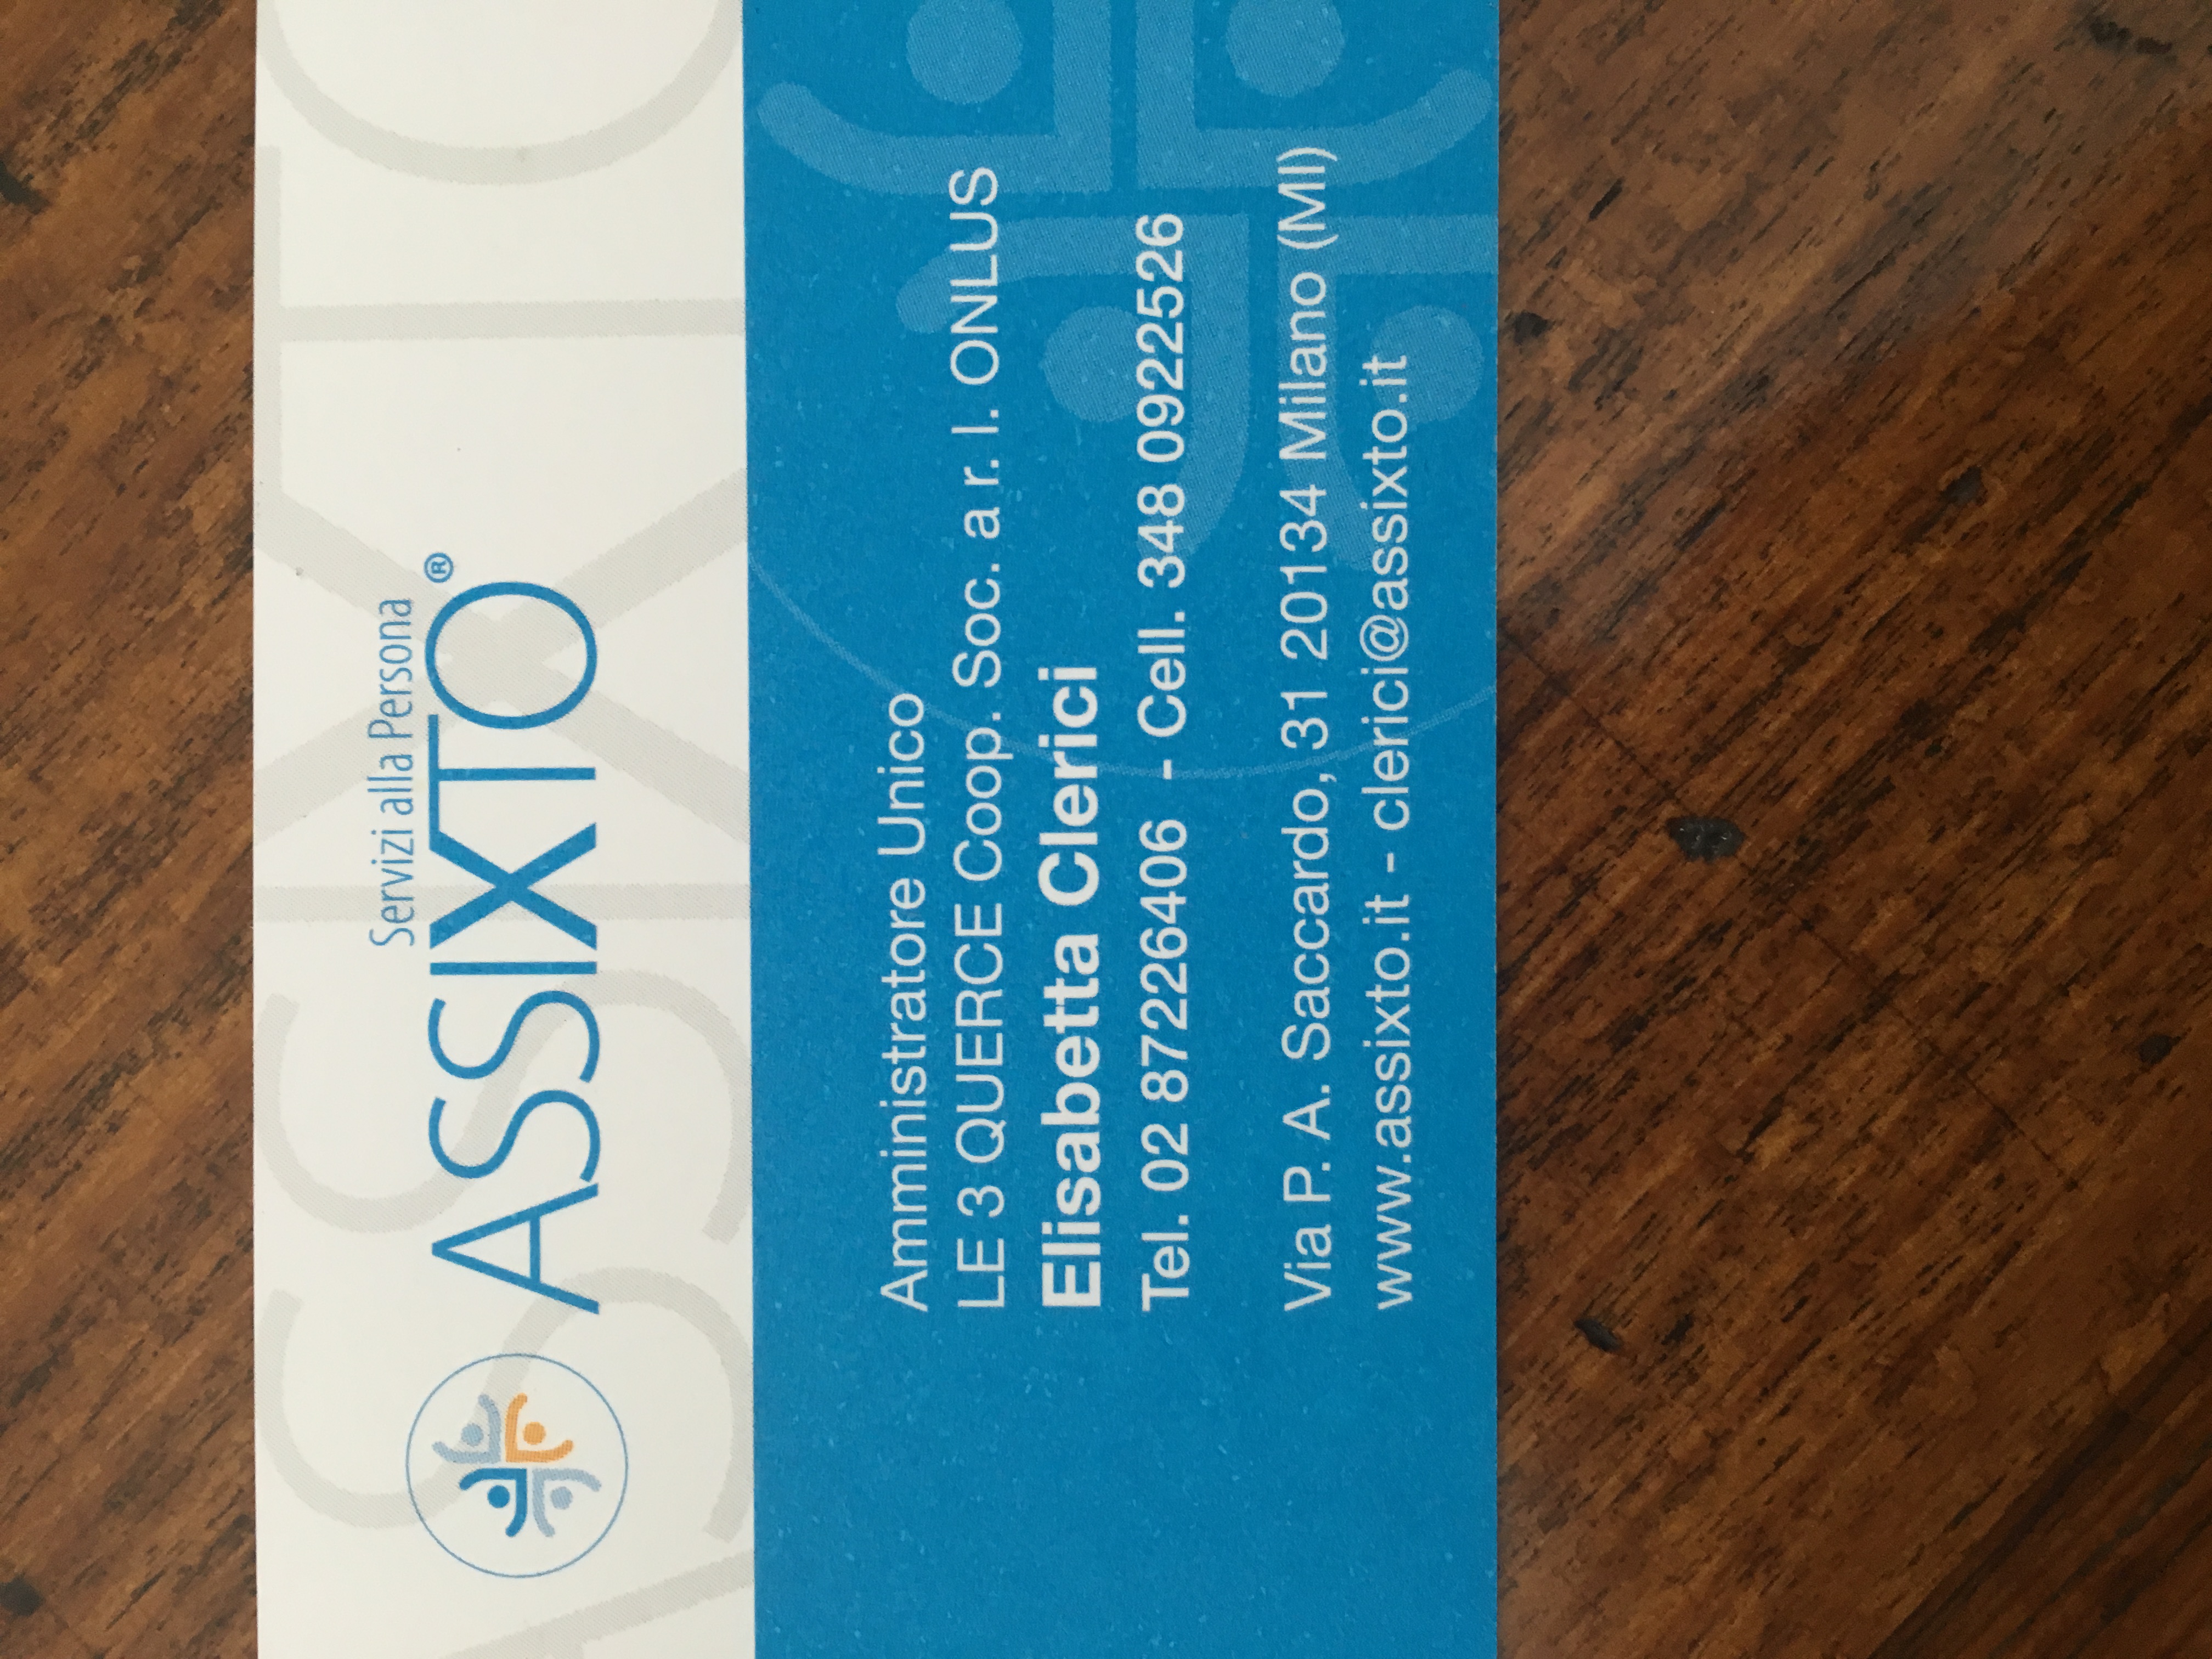 Servizi alla Persona
ASSIXTO®
ASSIXTO
Amministratore Unico
LE 3 QUERCE Coop. Soc. a r. l. ONLUS
Elisabetta Clerici
Tel. 02 87226406 - Cell. 348 0922526
Via P. A. Saccardo, 31 20134 Milano (MI)
www.assixto.it - clerici@assixto.it